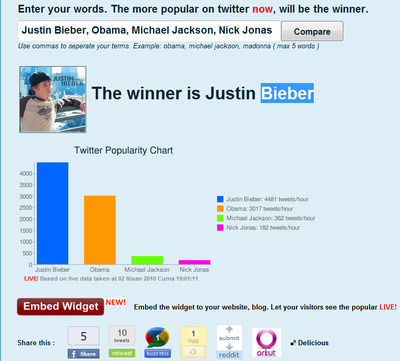 Enter your words. The more popular on twitter now, will be the winner.
Justin Bieber, Obama, Michael Jackson, Nick Jonas
Compare
Use commas to seperate your terms. Example: obama, michael jackson, madonna ( max 5 words )
JUSTIN BIEBER
The winner is Justin Bieber
Twitter Popularity Chart
4000
3500
3000
2500
2000
1500
1000
500
0
Justin Bieber: 4481 tweets/hour
Obama: 3017 tweets/hour
Michael Jackson: 362 tweets/hour
Nick Jonas: 182 tweets/hour
Justin Bieber Obama Michael Jackson Nick Jonas
LIVE! Based on live data taken at 02 Nisan 2010 Cuma 19:01:11
Embed Widget NEW! Embed the widget to your website, blog. Let your visitors see the popular LIVE!
Share this :
5
Share
10
tweets
retweet
1
buzz this
1
digg
submit
reddit
orkut
Delicious